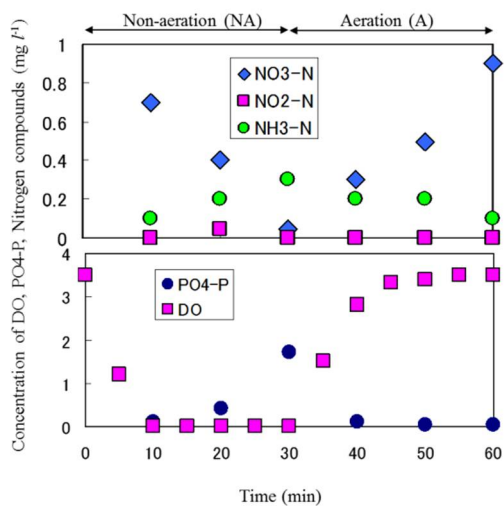 Non-aeration (NA) Aeration (A)
Concentration of DO, PO4-P, Nitrogen compounds (mg l-1)
1
0.8
0.6
0.4
0.2
0
NO3-N
NO2-N
NH3-N
4
3
2
1
0
PO4-P
DO
0 10 20 30 40 50 60
Time (min)